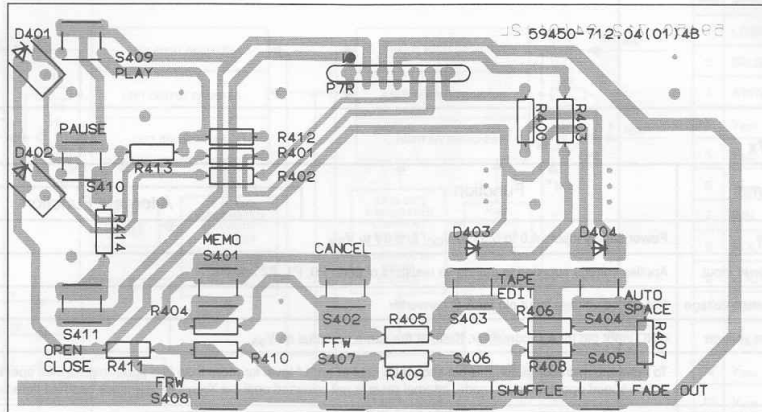 D401
S409
PLAY
59450-712.04(01)4B
P7R
PAUSE
R412
R401
R402
R413
R400
R403
D402
S410
R414
MEMO
S401
CANCEL
D403
D404
TAPE
EDIT
AUTO
SPACE
R404
S402
R405
S403
R406
S404
R407
S411
OPEN
CLOSE
R411
R410
FFW
S407
R409
S406
R408
S405
FRW
S408
SHUFFLE
FADE OUT